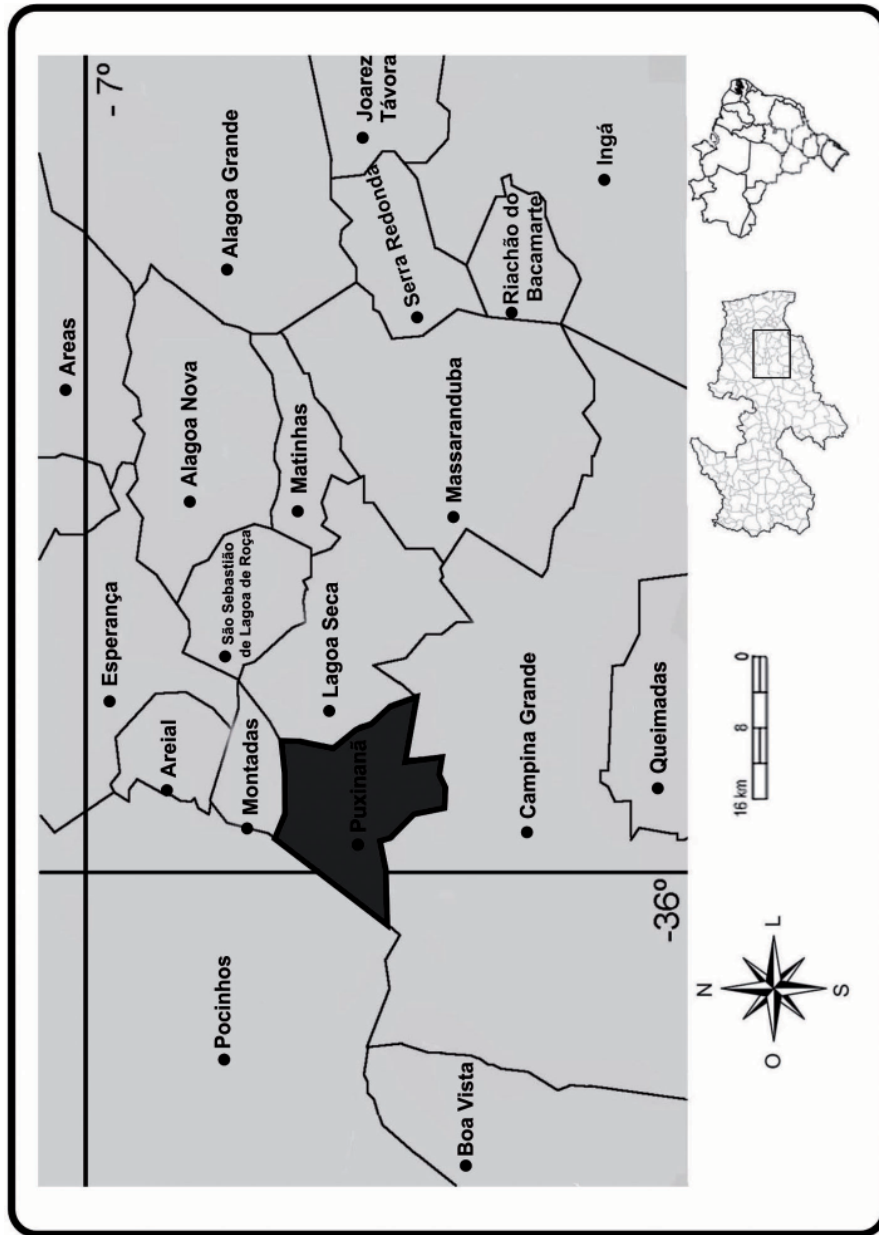 - 7º
Areas
Esperança
Alagoa Grande
Alagoa Nova
Areial
São Sebastião
de Lagoa de Roça
Montadas
Pocinhos
Matinhas
Joarez
Távora
Lagoa Seca
Puxinanã
Serra Redonda
Massaranduba
Riachão do
Bacamarte
Boa Vista
Campina Grande
Ingá
Queimadas
-36º
N
O
L
S
16 km
8
0